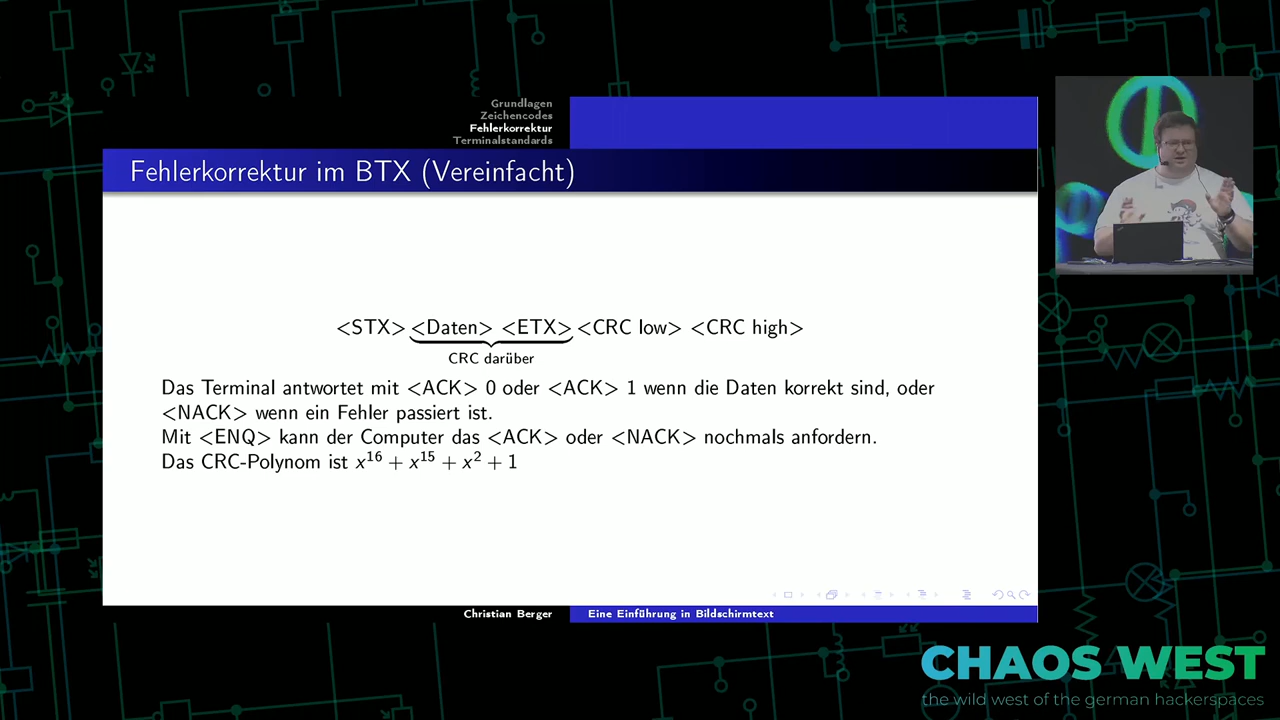 Grundlagen
Zeichencodes
Fehlerkorrektur
Terminalstandards
Fehlerkorrektur im BTX (Vereinfacht)
<STX> <Daten> <ETX> <CRC low> <CRC high>
CRC darüber
Das Terminal antwortet mit <ACK> 0 oder <ACK> 1 wenn die Daten korrekt sind, oder
<NACK> wenn ein Fehler passiert ist.
Mit <ENQ> kann der Computer das <ACK> oder <NACK> nochmals anfordern.
Das CRC-Polynom ist x¹⁶ + x¹⁵ + x² + 1
Christian Berger
Eine Einführung in Bildschirmtext
CHAOS WEST
the wild west of the german hackerspaces